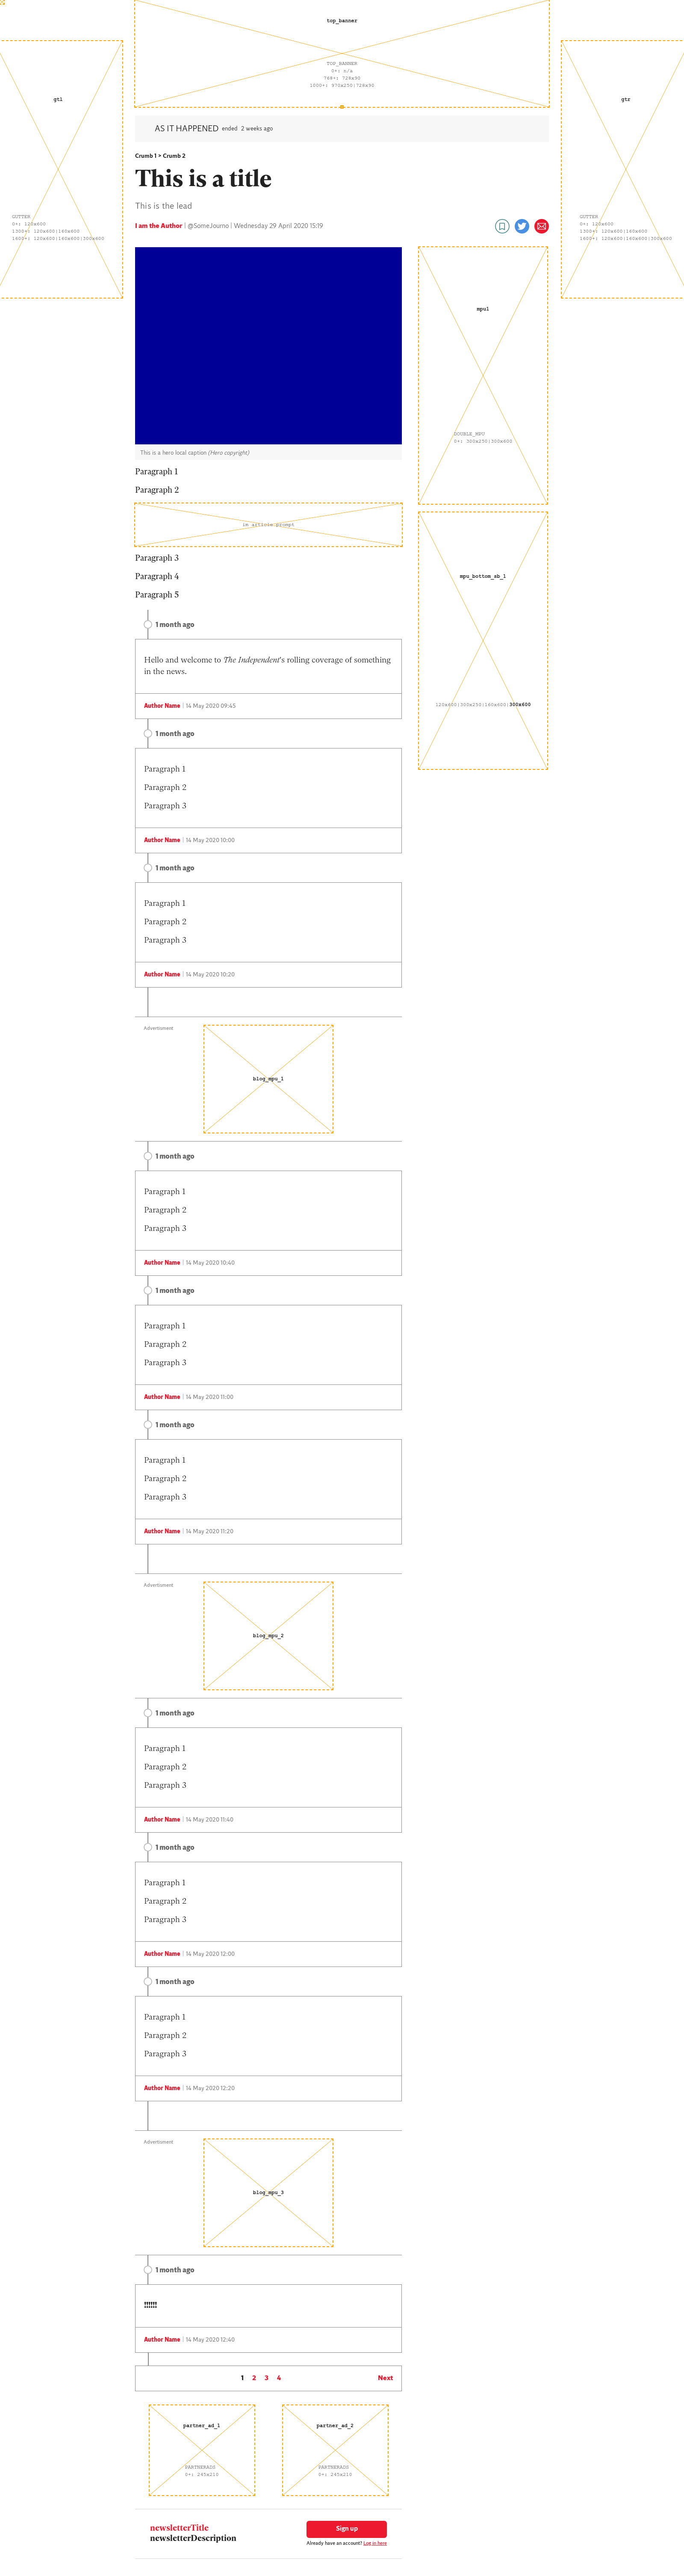 top_banner
TOP_BANNER
0+: n/a
768+: 728x90
1000+: 970x250|728x90
gtl
GUTTER
0+: 120x600
1300+: 120x600|160x600
1600+: 120x600|160x600|300x600
gtr
GUTTER
0+: 120x600
1300+: 120x600|160x600
1600+: 120x600|160x600|300x600
AS IT HAPPENED ended 2 weeks ago
Crumb 1 > Crumb 2
This is a title
This is the lead
I am the Author | @SomeJourno | Wednesday 29 April 2020 15:19
mpu1
DOUBLE_MPU
0+: 300x250|300x600
This is a hero local caption (Hero copyright)
Paragraph 1
Paragraph 2
in article prompt
Paragraph 3
Paragraph 4
Paragraph 5
mpu_bottom_sb_1
120x600|300x250|160x600|300x600
1 month ago
Hello and welcome to The Independent's rolling coverage of something
in the news.
Author Name | 14 May 2020 09:45
1 month ago
Paragraph 1
Paragraph 2
Paragraph 3
Author Name | 14 May 2020 10:00
1 month ago
Paragraph 1
Paragraph 2
Paragraph 3
Author Name | 14 May 2020 10:20
Advertisment
blog_mpu_1
1 month ago
Paragraph 1
Paragraph 2
Paragraph 3
Author Name | 14 May 2020 10:40
1 month ago
Paragraph 1
Paragraph 2
Paragraph 3
Author Name | 14 May 2020 11:00
1 month ago
Paragraph 1
Paragraph 2
Paragraph 3
Author Name | 14 May 2020 11:20
Advertisment
blog_mpu_2
1 month ago
Paragraph 1
Paragraph 2
Paragraph 3
Author Name | 14 May 2020 11:40
1 month ago
Paragraph 1
Paragraph 2
Paragraph 3
Author Name | 14 May 2020 12:00
1 month ago
Paragraph 1
Paragraph 2
Paragraph 3
Author Name | 14 May 2020 12:20
Advertisment
blog_mpu_3
1 month ago
!!!!!!
Author Name | 14 May 2020 12:40
1 2 3 4 Next
partner_ad_1
PARTNERADS
0+: 245x210
partner_ad_2
PARTNERADS
0+: 245x210
newsletterTitle
newsletterDescription
Sign up
Already have an account? Log in here